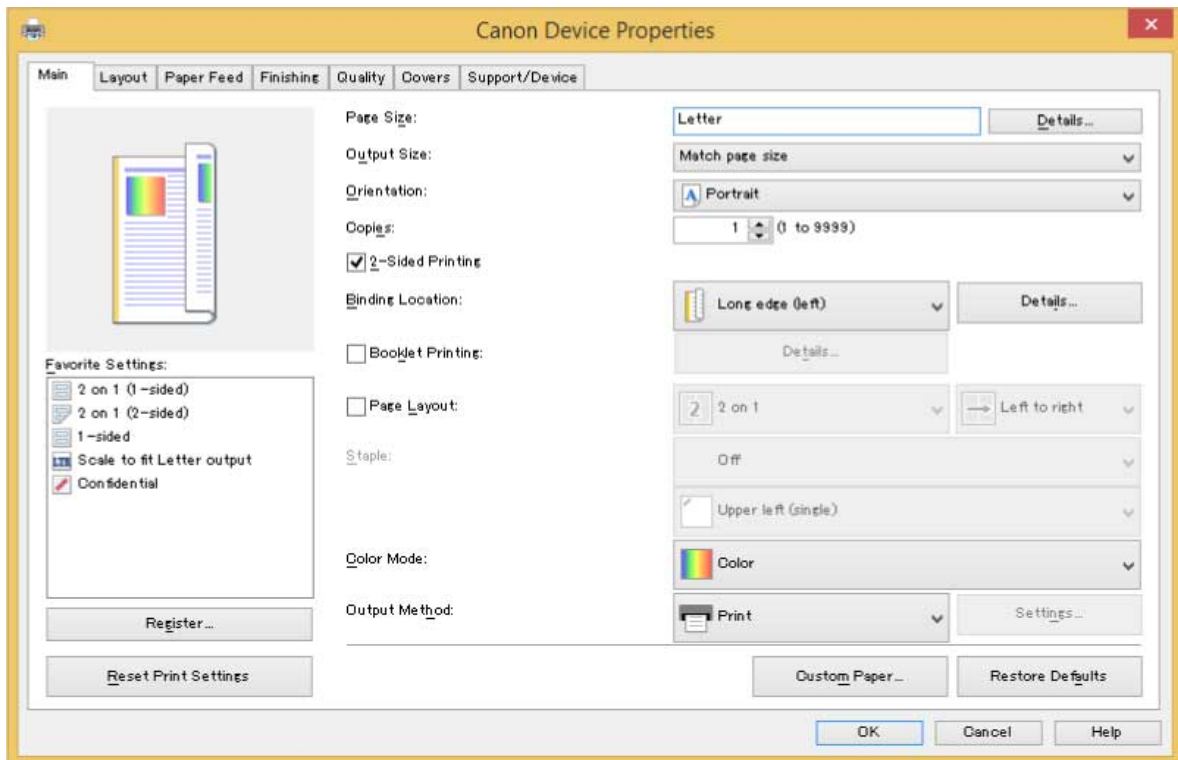 Canon Device Properties
Main Layout Paper Feed Finishing Quality Covers Support/Device
Page Size: Letter Details...
Output Size: Match page size
Orientation: A Portrait
Copies: 1 (1 to 9999)
2-Sided Printing
Binding Location: Long edge (left) Details...
Booklet Printing: Details...
Page Layout: 2 2 on 1 Left to right
Staple: Off
Upper left (single)
Color Mode: Color
Output Method: Print Settings...
Favorite Settings:
2 on 1 (1-sided)
2 on 1 (2-sided)
1-sided
LTR Scale to fit Letter output
Confidential
Register...
Reset Print Settings Custom Paper... Restore Defaults
OK Cancel Help